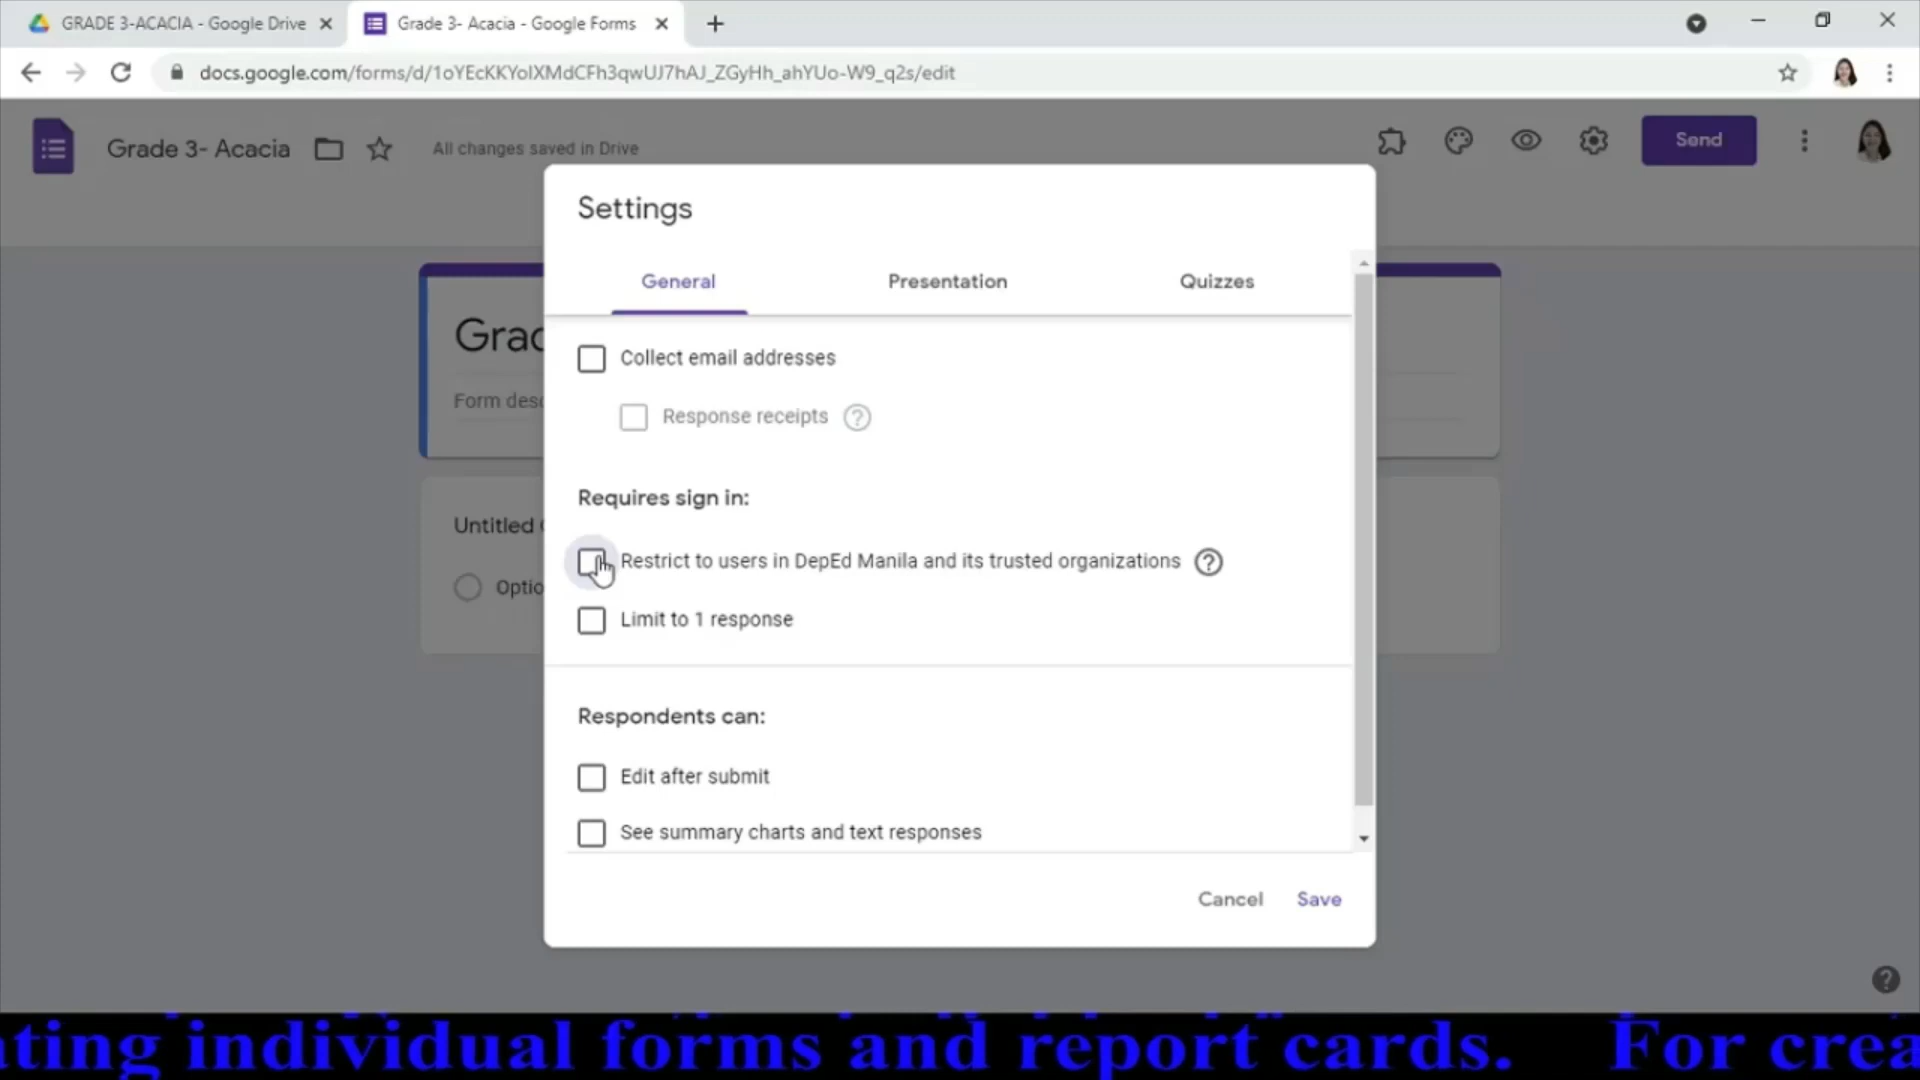 GRADE 3-ACACIA - Google Drive
Grade 3- Acacia - Google Forms
docs.google.com/forms/d/1oYEcKKYolXMdCFh3qwUJ7hAJ_ZGyHh_ahYUo-W9_q2s/edit
Grade 3- Acacia
All changes saved in Drive
Send
Settings
General
Presentation
Quizzes
Grad
Form desc
Collect email addresses
Response receipts
Requires sign in:
Untitled
Restrict to users in DepEd Manila and its trusted organizations
Optio
Limit to 1 response
Respondents can:
Edit after submit
See summary charts and text responses
Cancel
Save
ating individual forms and report cards. For crea